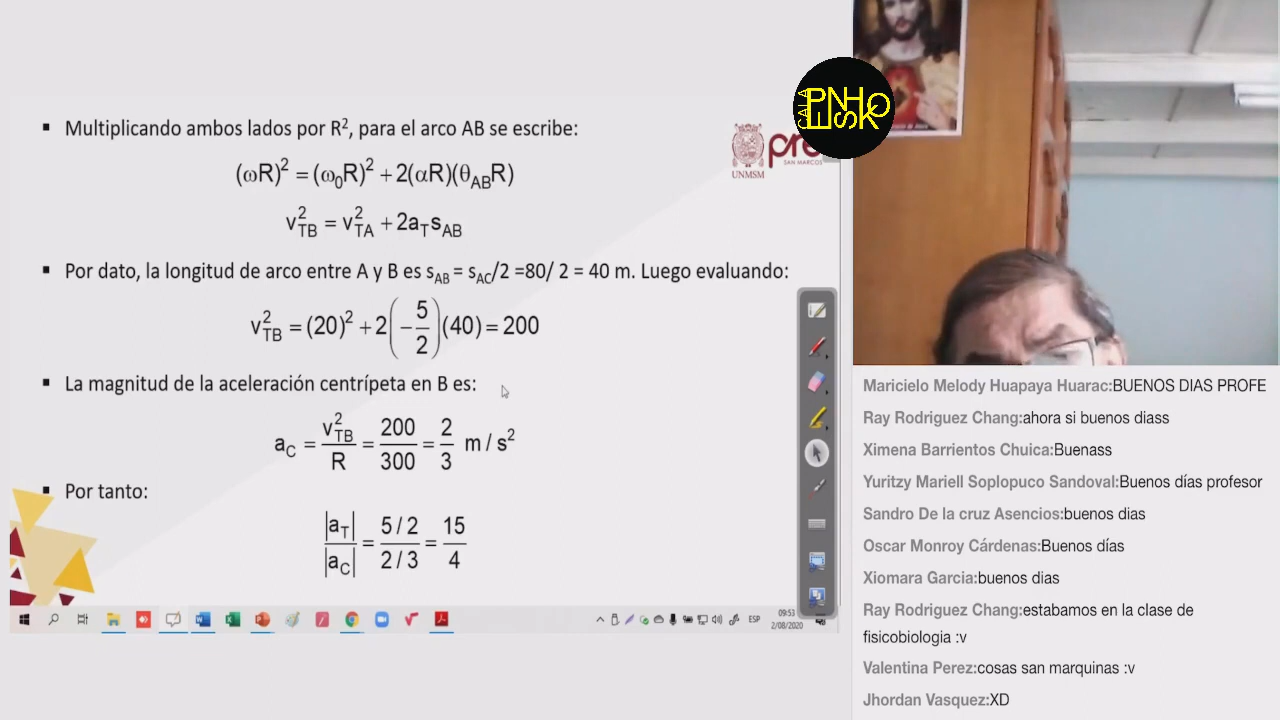 ▪ Multiplicando ambos lados por R², para el arco AB se escribe:
(ωR)² = (ω₀R)² + 2(αR)(θ_AB R)
v²_TB = v²_TA + 2a_T s_AB
▪ Por dato, la longitud de arco entre A y B es s_AB = s_AC/2 =80/ 2 = 40 m. Luego evaluando:
v²_TB = (20)² + 2(−5/2)(40) = 200
▪ La magnitud de la aceleración centrípeta en B es:
a_C = v²_TB/R = 200/300 = 2/3 m / s²
▪ Por tanto:
|a_T|/|a_C| = (5 / 2)/(2 / 3) = 15/4
UNMSM
pre
SAN MARCOS
ESP
09:53
2/08/2020
Maricielo Melody Huapaya Huarac:BUENOS DIAS PROFE
Ray Rodriguez Chang:ahora si buenos diass
Ximena Barrientos Chuica:Buenass
Yuritzy Mariell Soplopuco Sandoval:Buenos días profesor
Sandro De la cruz Asencios:buenos dias
Oscar Monroy Cárdenas:Buenos días
Xiomara Garcia:buenos dias
Ray Rodriguez Chang:estabamos en la clase de
fisicobiologia :v
Valentina Perez:cosas san marquinas :v
Jhordan Vasquez:XD